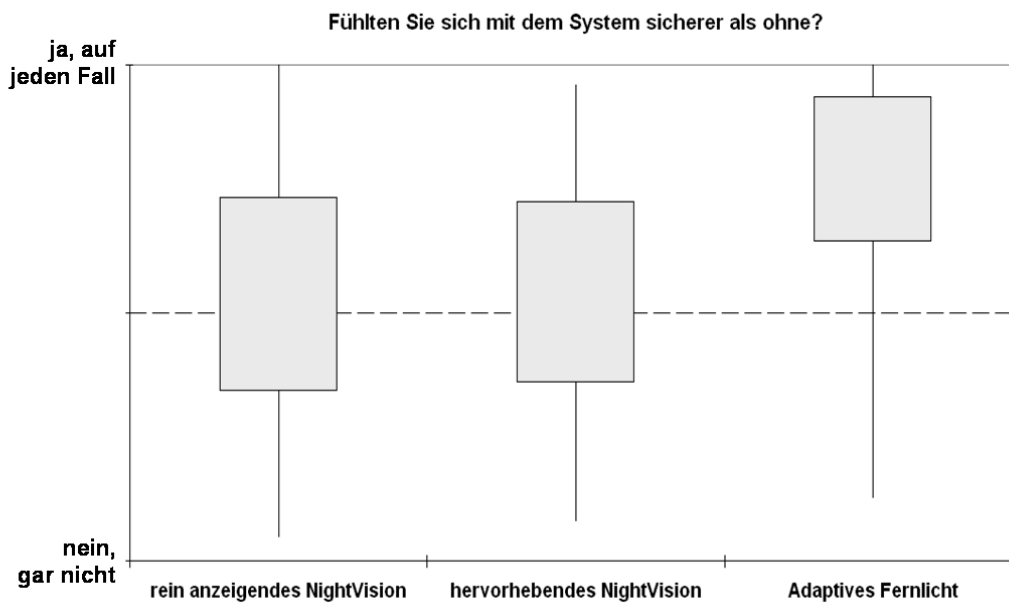 Fühlten Sie sich mit dem System sicherer als ohne?
ja, auf
jeden Fall
nein,
gar nicht
rein anzeigendes NightVision
hervorhebendes NightVision
Adaptives Fernlicht